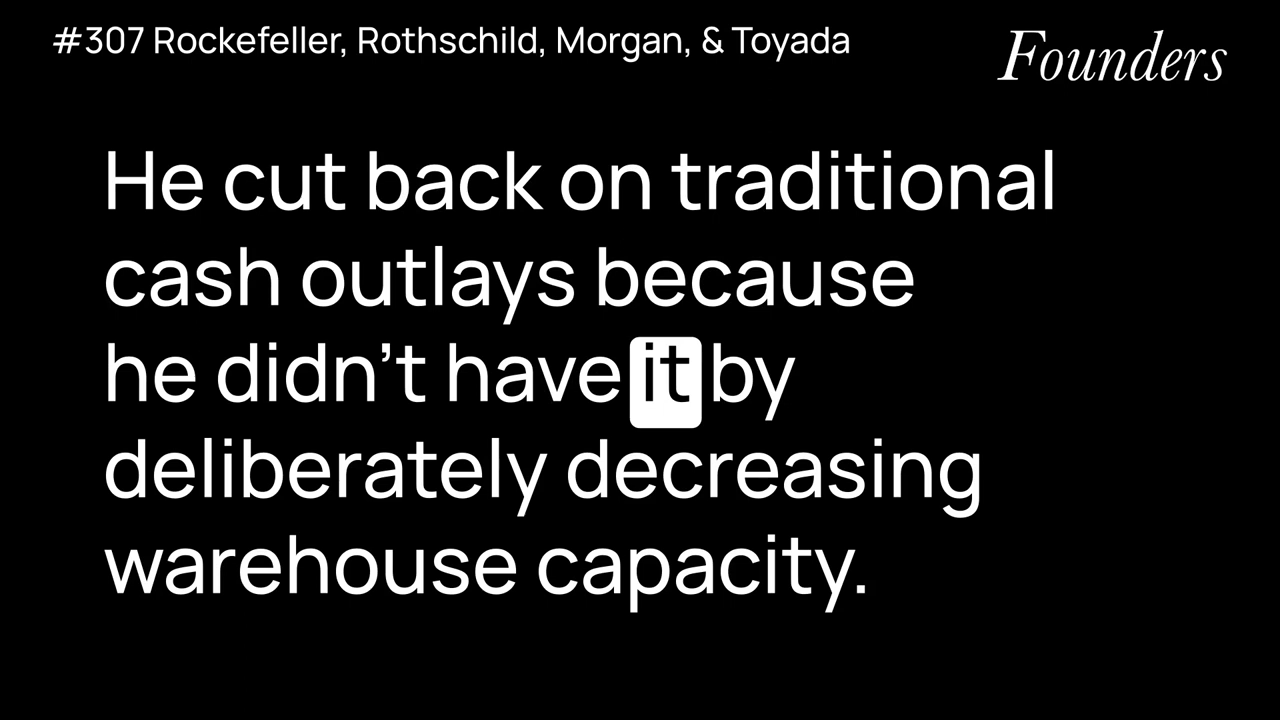 #307 Rockefeller, Rothschild, Morgan, & Toyada
Founders
He cut back on traditional
cash outlays because
he didn’t have it by
deliberately decreasing
warehouse capacity.